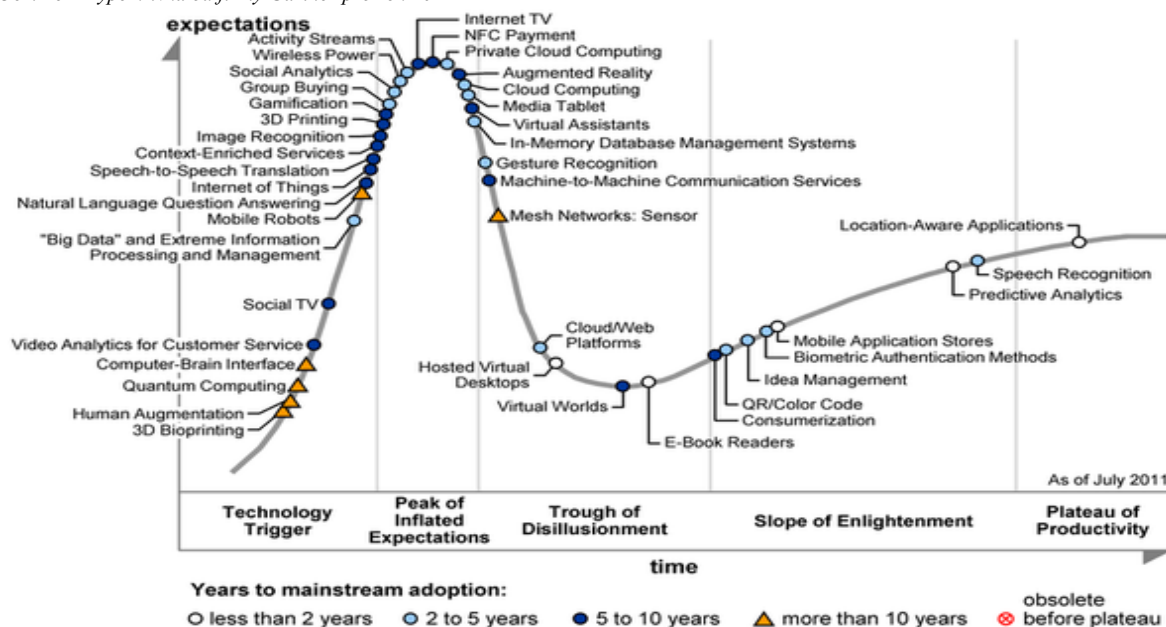 expectations
Internet TV
NFC Payment
Activity Streams
Wireless Power
Private Cloud Computing
Social Analytics
Augmented Reality
Group Buying
Cloud Computing
Gamification
Media Tablet
3D Printing
Virtual Assistants
Image Recognition
In-Memory Database Management Systems
Context-Enriched Services
Speech-to-Speech Translation
Gesture Recognition
Internet of Things
Machine-to-Machine Communication Services
Natural Language Question Answering
Mobile Robots
Mesh Networks: Sensor
"Big Data" and Extreme Information
Processing and Management
Location-Aware Applications
Speech Recognition
Predictive Analytics
Social TV
Video Analytics for Customer Service
Cloud/Web
Platforms
Mobile Application Stores
Computer-Brain Interface
Hosted Virtual
Desktops
Biometric Authentication Methods
Quantum Computing
Idea Management
Human Augmentation
Virtual Worlds
QR/Color Code
3D Bioprinting
Consumerization
E-Book Readers
As of July 2011
Technology
Trigger
Peak of
Inflated
Expectations
Trough of
Disillusionment
Slope of Enlightenment
Plateau of
Productivity
time
Years to mainstream adoption:
less than 2 years
2 to 5 years
5 to 10 years
more than 10 years
obsolete
before plateau